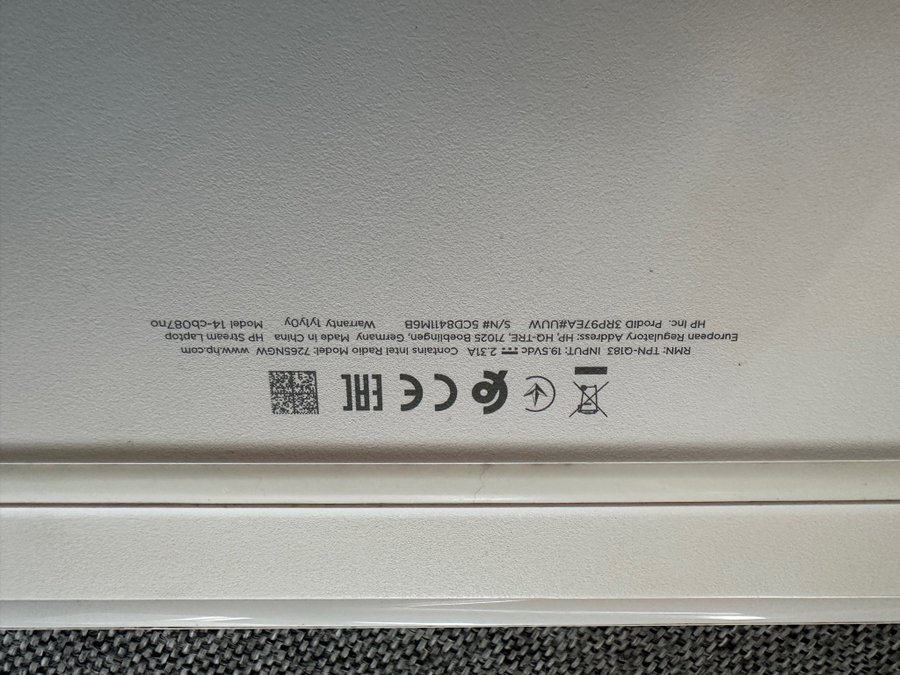 HP Inc. ProdID 3RP97EA#UUW S/N# 5CD8411M6B Warranty 1y1y0y Model 14-cb087no
European Regulatory Address: HP, HQ-TRE, 71025 Boeblingen, Germany Made in China HP Stream Laptop
RMN: TPN-Q183 INPUT: 19.5Vdc ⎓ 2.31A Contains Intel Radio Model: 7265NGW www.hp.com
CE EAC